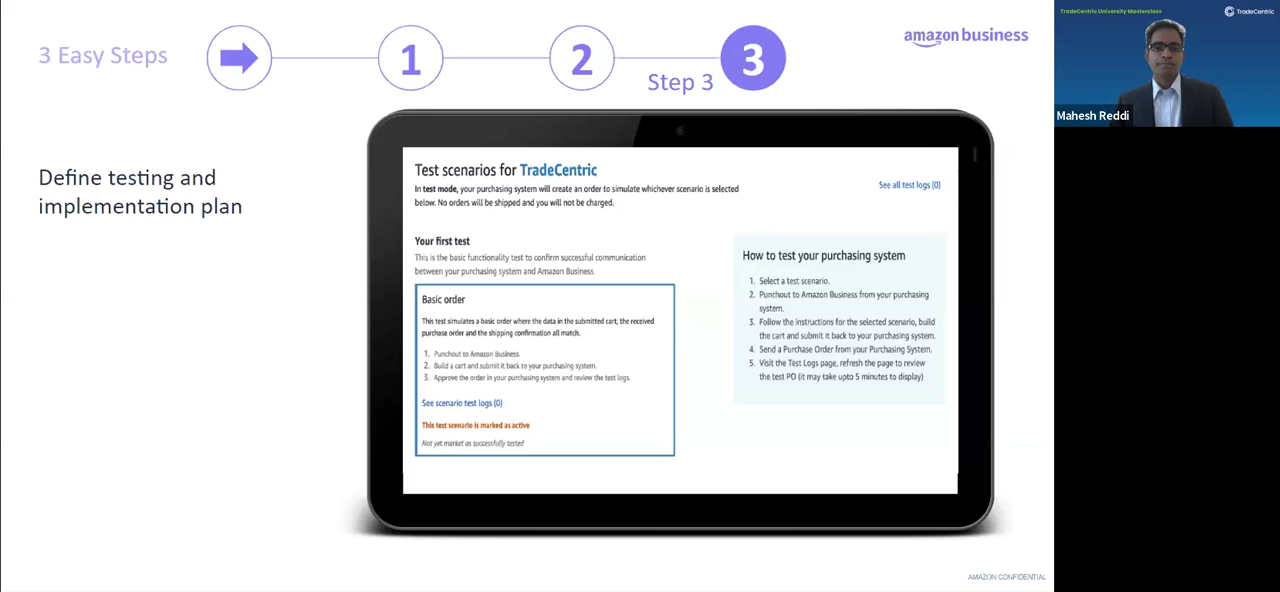 3 Easy Steps
1
2
Step 3
3
amazon business
TradeCentric University Masterclass
TradeCentric
Mahesh Reddi
Define testing and
implementation plan
Test scenarios for TradeCentric
In test mode, your purchasing system will create an order to simulate whichever scenario is selected
below. No orders will be shipped and you will not be charged.
See all test logs (0)
Your first test
This is the basic functionality test to confirm successful communication
between your purchasing system and Amazon Business.
Basic order
This test simulates a basic order where the data in the submitted cart, the received
purchase order and the shipping confirmation all match.
1. Punchout to Amazon Business.
2. Build a cart and submit it back to your purchasing system.
3. Approve the order in your purchasing system and review the test logs.
See scenario test logs (0)
This test scenario is marked as active
Not yet market as successfully tested
How to test your purchasing system
1. Select a test scenario.
2. Punchout to Amazon Business from your purchasing
system.
3. Follow the instructions for the selected scenario, build
the cart and submit it back to your purchasing system.
4. Send a Purchase Order from your Purchasing System.
5. Visit the Test Logs page, refresh the page to review
the test PO (it may take upto 5 minutes to display)
AMAZON CONFIDENTIAL